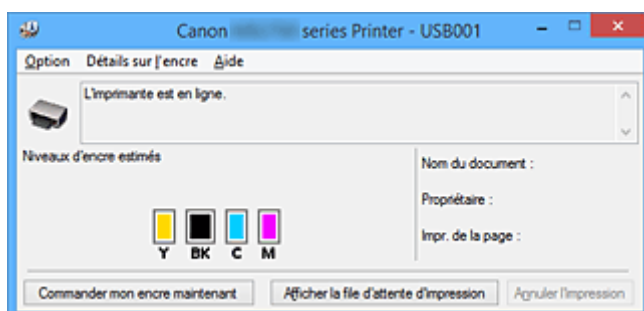 Canon series Printer - USB001
Option Détails sur l'encre Aide
L'imprimante est en ligne.
Niveaux d'encre estimés
Nom du document :
Propriétaire :
Impr. de la page :
Y BK C M
Commander mon encre maintenant Afficher la file d'attente d'impression Annuler l'impression